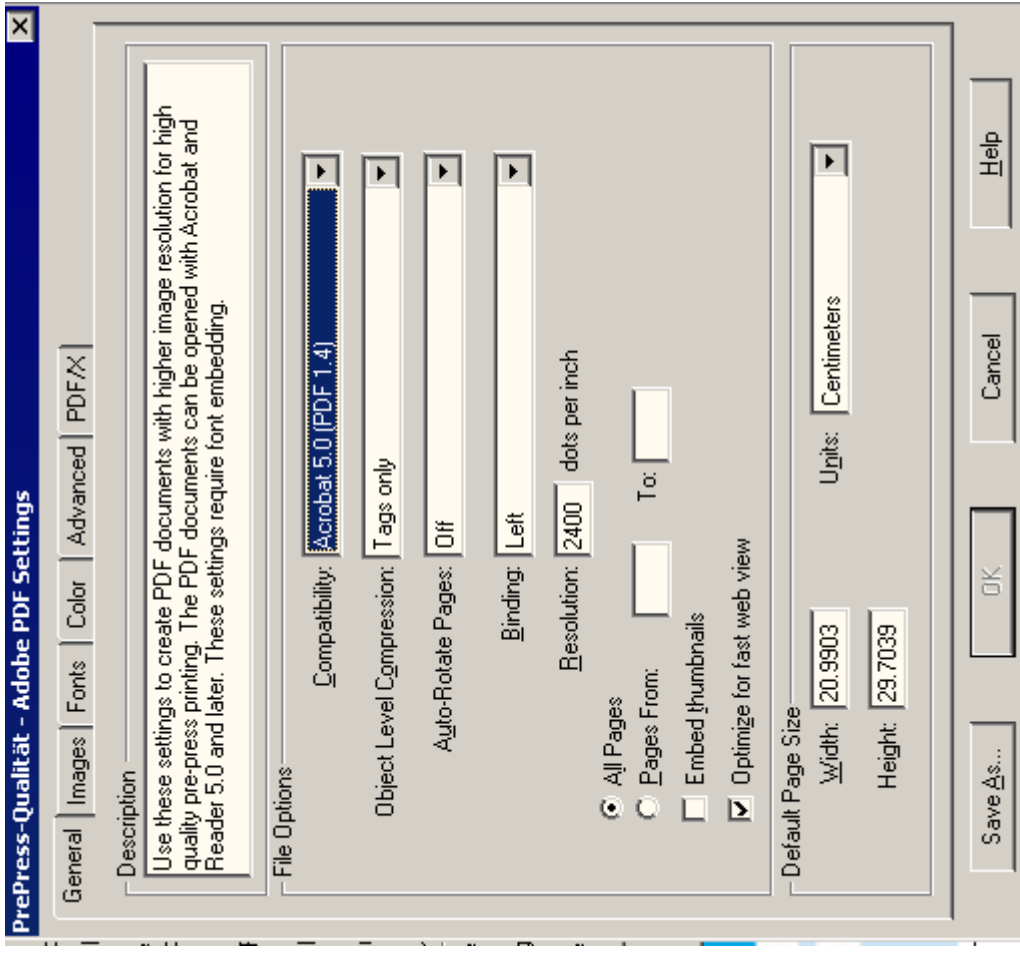 PrePress-Qualität - Adobe PDF Settings
General Images Fonts Color Advanced PDF/X
Description
Use these settings to create PDF documents with higher image resolution for high
quality pre-press printing. The PDF documents can be opened with Acrobat and
Reader 5.0 and later. These settings require font embedding.
File Options
Compatibility: Acrobat 5.0 (PDF 1.4)
Object Level Compression: Tags only
Auto-Rotate Pages: Off
Binding: Left
Resolution: 2400 dots per inch
All Pages
Pages From: To:
Embed thumbnails
Optimize for fast web view
Default Page Size
Width: 20.9903 Units: Centimeters
Height: 29.7039
Save As... OK Cancel Help